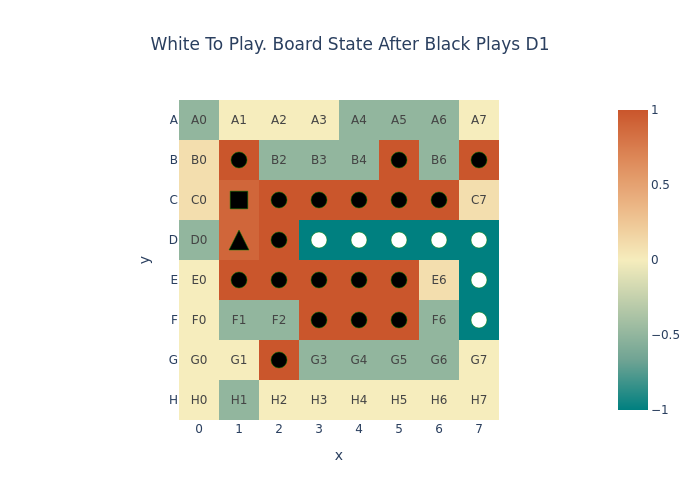 White To Play. Board State After Black Plays D1
A A0 A1 A2 A3 A4 A5 A6 A7
B B0 B2 B3 B4 B6
C C0 C7
D D0
E E0 E6
F F0 F1 F2 F6
G G0 G1 G3 G4 G5 G6 G7
H H0 H1 H2 H3 H4 H5 H6 H7
0 1 2 3 4 5 6 7
x
y
1
0.5
0
−0.5
−1